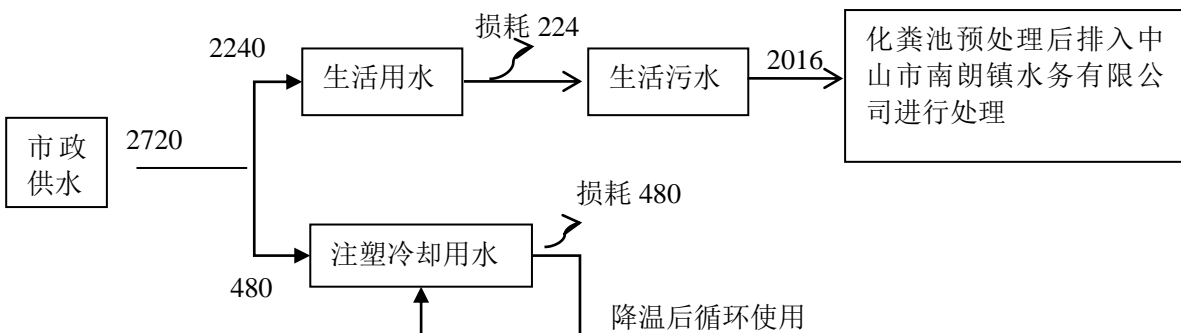 损耗 224
2240
生活用水
生活污水
2016
化粪池预处理后排入中
山市南朗镇水务有限公
司进行处理
市政
供水
2720
损耗 480
注塑冷却用水
480
降温后循环使用